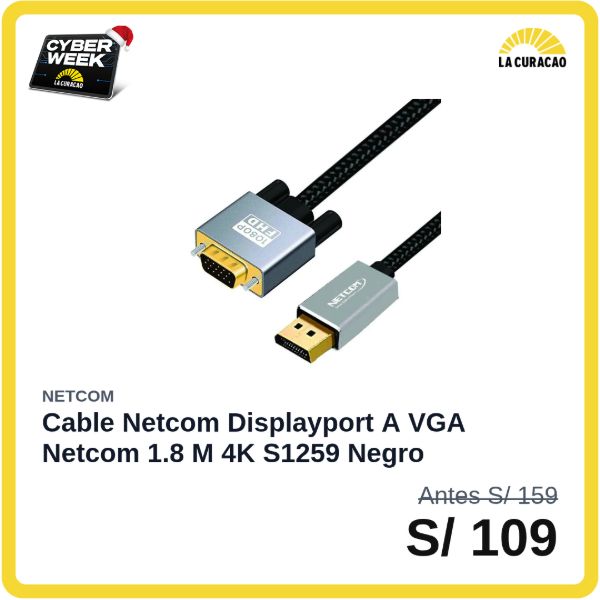 CYBER
WEEK
LA CURACAO
LA CURACAO
1080P
FHD
NETCOM
NETCOM
Cable Netcom Displayport A VGA
Netcom 1.8 M 4K S1259 Negro
Antes S/ 159
S/ 109